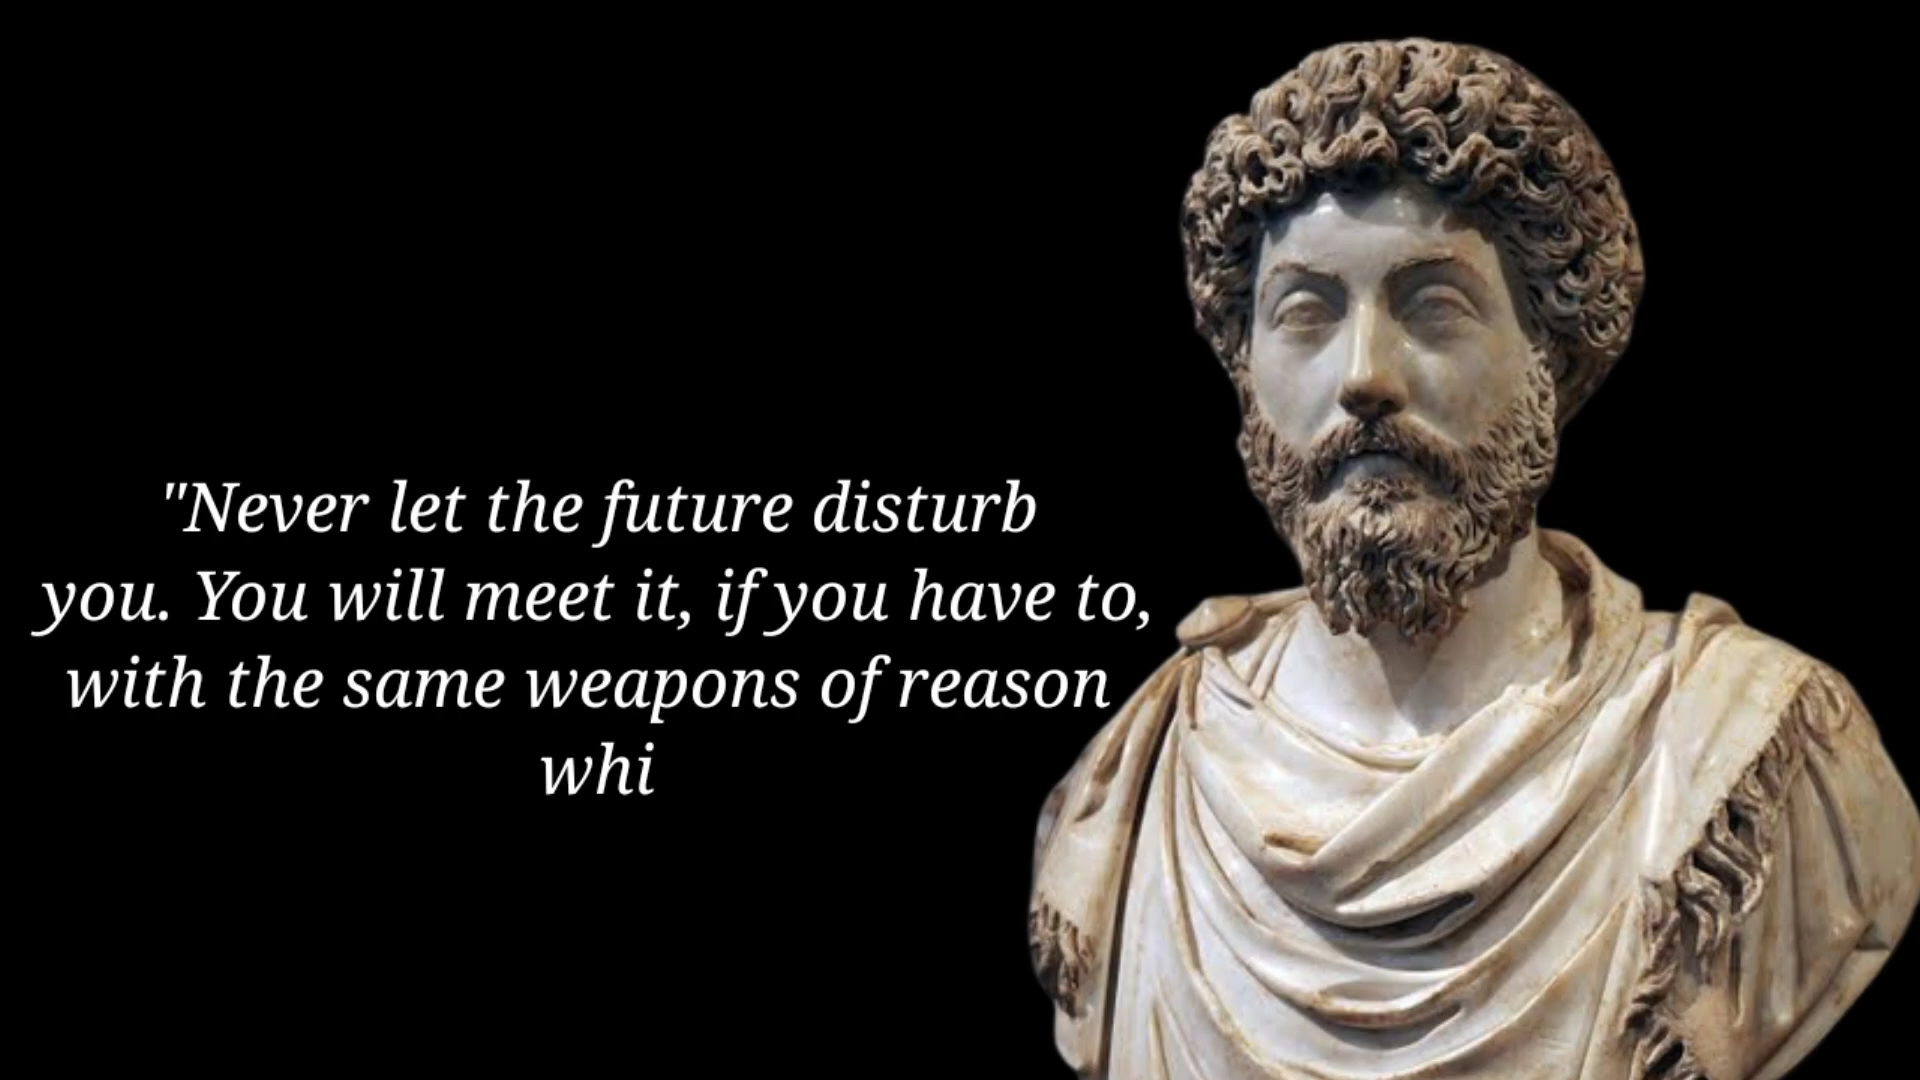 "Never let the future disturb
you. You will meet it, if you have to,
with the same weapons of reason
whi